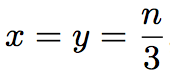 x = y = n/3